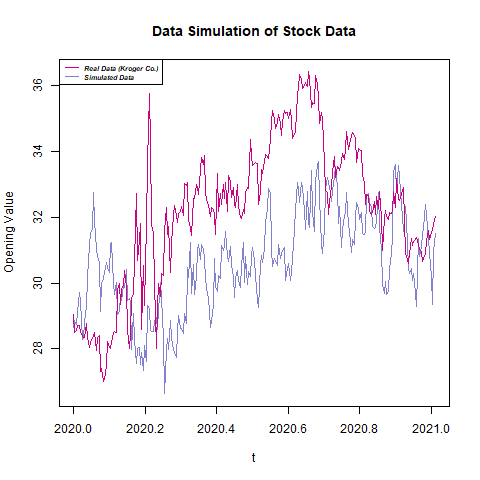 Data Simulation of Stock Data
Real Data (Kroger Co.)
Simulated Data
36
34
32
30
28
Opening Value
2020.0 2020.2 2020.4 2020.6 2020.8 2021.0
t